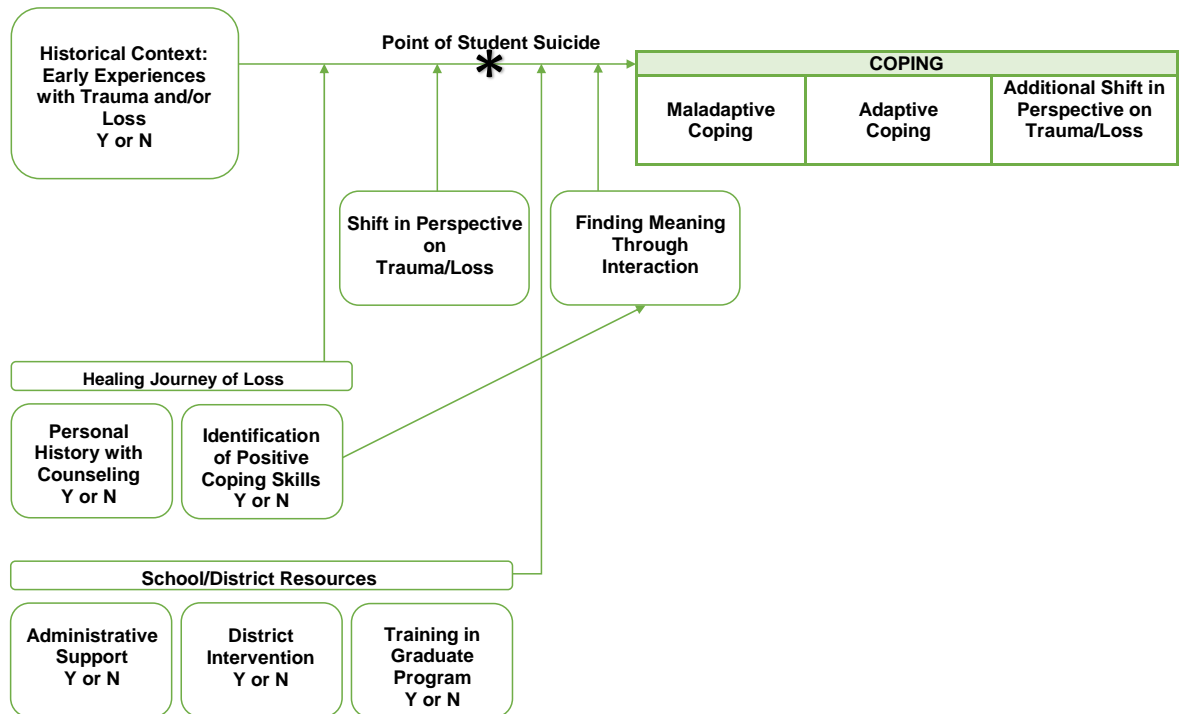 Historical Context:
Early Experiences
with Trauma and/or
Loss
Y or N
Point of Student Suicide
*
COPING
Maladaptive
Coping
Adaptive
Coping
Additional Shift in
Perspective on
Trauma/Loss
Shift in Perspective
on
Trauma/Loss
Finding Meaning
Through
Interaction
Healing Journey of Loss
Personal
History with
Counseling
Y or N
Identification
of Positive
Coping Skills
Y or N
School/District Resources
Administrative
Support
Y or N
District
Intervention
Y or N
Training in
Graduate
Program
Y or N